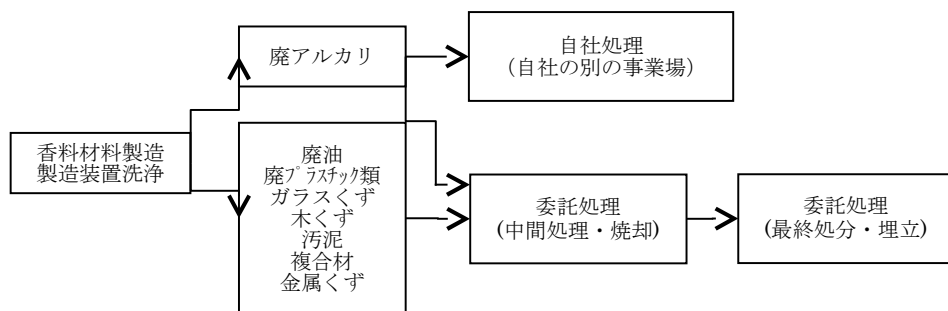 香料材料製造
製造装置洗浄
廃アルカリ
自社処理
（自社の別の事業場）
廃油
廃プラスチック類
ガラスくず
木くず
汚泥
複合材
金属くず
委託処理
(中間処理・焼却)
委託処理
(最終処分・埋立)